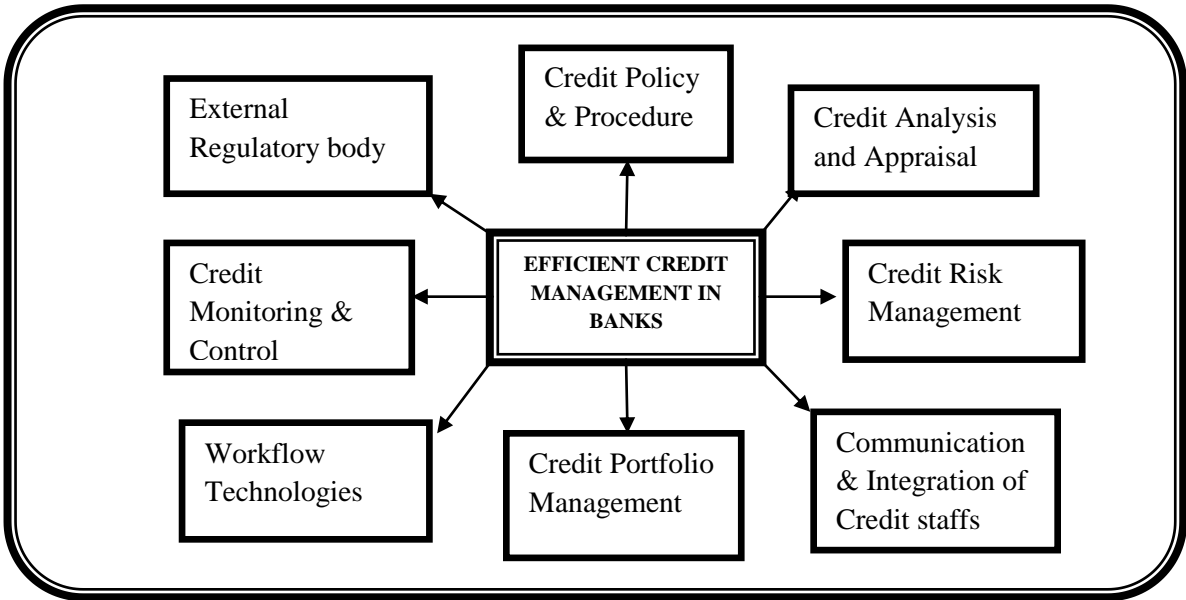 External
Regulatory body
Credit Policy
& Procedure
Credit Analysis
and Appraisal
Credit
Monitoring &
Control
EFFICIENT CREDIT
MANAGEMENT IN
BANKS
Credit Risk
Management
Workflow
Technologies
Credit Portfolio
Management
Communication
& Integration of
Credit staffs